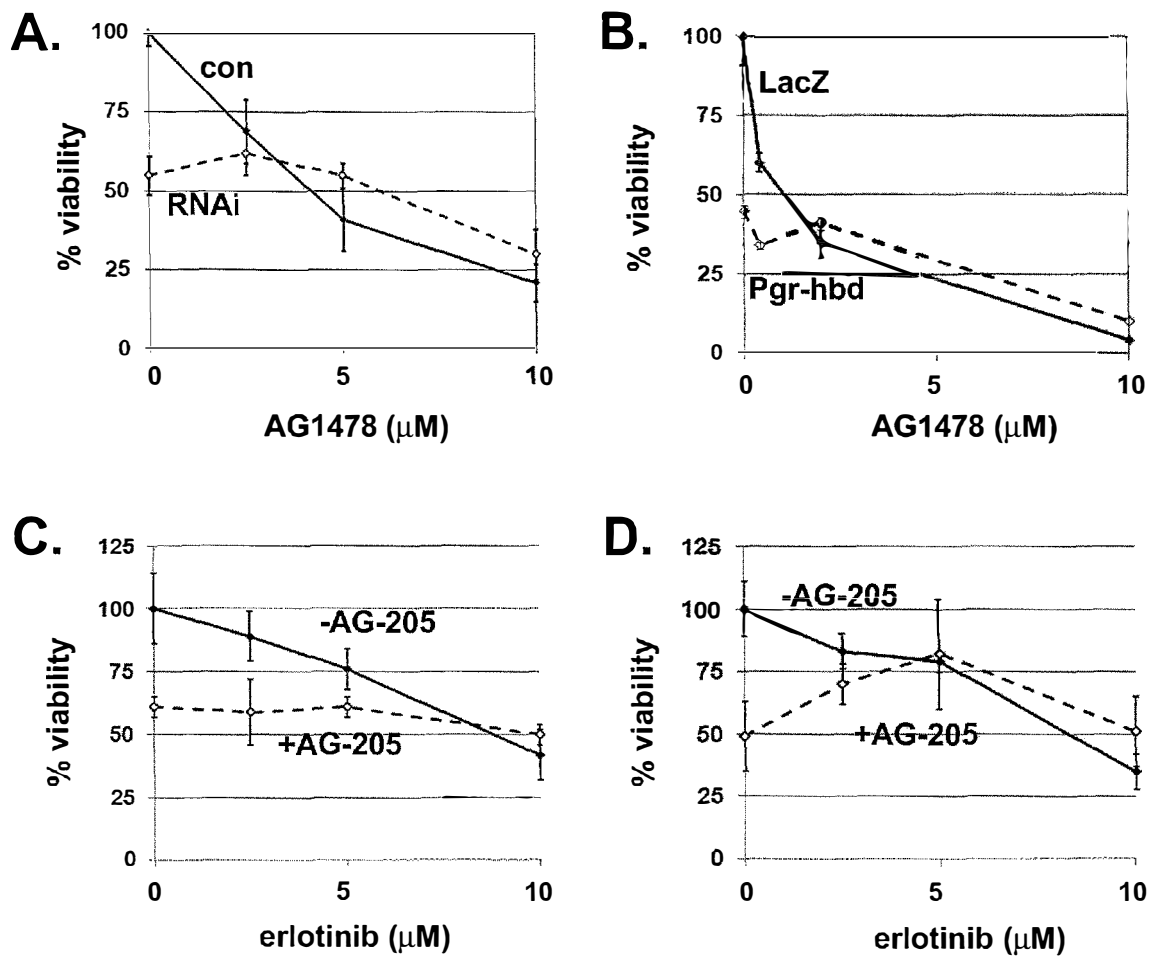 A.
100
75
50
25
0
% viability
con
RNAi
0 5 10
AG1478 (μM)
B.
100
75
50
25
0
% viability
LacZ
Pgr-hbd
0 5 10
AG1478 (μM)
C.
125
100
75
50
25
0
% viability
-AG-205
+AG-205
0 5 10
erlotinib (μM)
D.
125
100
75
50
25
0
% viability
-AG-205
+AG-205
0 5 10
erlotinib (μM)